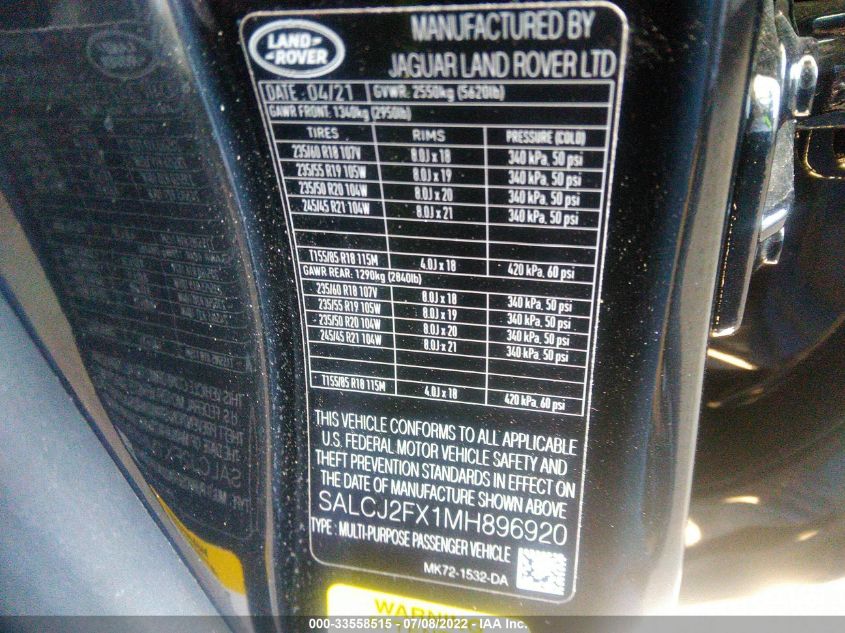 LAND ROVER
MANUFACTURED BY
JAGUAR LAND ROVER LTD
DATE: 04/21 GVWR: 2550kg (5620lb)
GAWR FRONT: 1340kg (2950lb)
TIRES RIMS PRESSURE (COLD)
235/60 R18 107V 8.0J x 18 340 kPa, 50 psi
235/55 R19 105W 8.0J x 19 340 kPa, 50 psi
235/50 R20 104W 8.0J x 20 340 kPa, 50 psi
245/45 R21 104W 8.0J x 21 340 kPa, 50 psi
T155/85 R18 115M 4.0J x 18 420 kPa, 60 psi
GAWR REAR: 1290kg (2840lb)
235/60 R18 107V 8.0J x 18 340 kPa, 50 psi
235/55 R19 105W 8.0J x 19 340 kPa, 50 psi
235/50 R20 104W 8.0J x 20 340 kPa, 50 psi
245/45 R21 104W 8.0J x 21 340 kPa, 50 psi
T155/85 R18 115M 4.0J x 18 420 kPa, 60 psi
THIS VEHICLE CONFORMS TO ALL APPLICABLE
U.S. FEDERAL MOTOR VEHICLE SAFETY AND
THEFT PREVENTION STANDARDS IN EFFECT ON
THE DATE OF MANUFACTURE SHOWN ABOVE
SALCJ2FX1MH896920
TYPE: MULTI-PURPOSE PASSENGER VEHICLE
MK72-1532-DA
WARNING
000-33558515 - 07/08/2022 - IAA Inc.